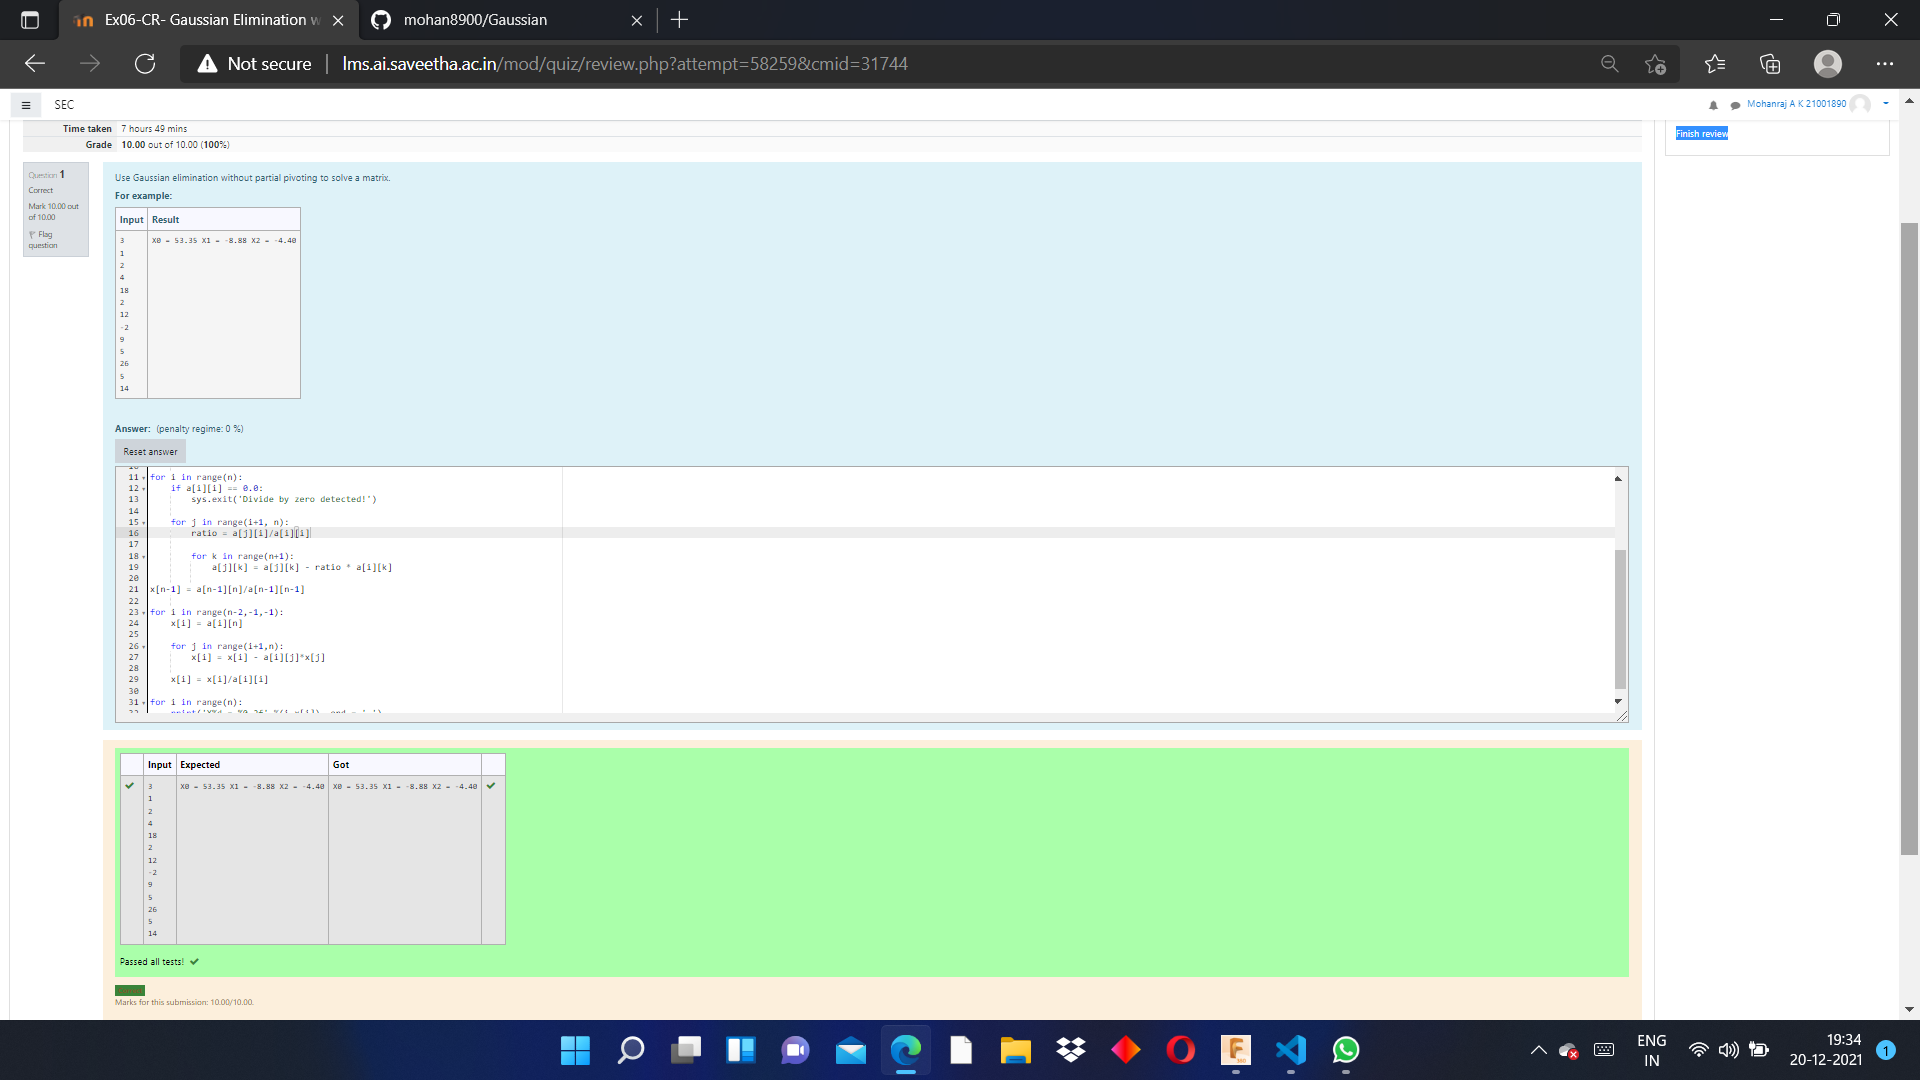 Ex06-CR- Gaussian Elimination w
mohan8900/Gaussian
Not secure
lms.ai.saveetha.ac.in/mod/quiz/review.php?attempt=58259&cmid=31744
SEC
Mohanraj A K 21001890
Time taken 7 hours 49 mins
Grade 10.00 out of 10.00 (100%)
Finish review
Question 1
Correct
Mark 10.00 out
of 10.00
Flag
question
Use Gaussian elimination without partial pivoting to solve a matrix.
For example:
Input Result
3 X0 = 53.35 X1 = -8.88 X2 = -4.40
1
2
4
18
2
12
-2
9
5
26
5
14
Answer: (penalty regime: 0 %)
Reset answer
11 for i in range(n):
12 if a[i][i] == 0.0:
13 sys.exit('Divide by zero detected!')
14
15 for j in range(i+1, n):
16 ratio = a[j][i]/a[i][i]
17
18 for k in range(n+1):
19 a[j][k] = a[j][k] - ratio * a[i][k]
20
21 x[n-1] = a[n-1][n]/a[n-1][n-1]
22
23 for i in range(n-2,-1,-1):
24 x[i] = a[i][n]
25
26 for j in range(i+1,n):
27 x[i] = x[i] - a[i][j]*x[j]
28
29 x[i] = x[i]/a[i][i]
30
31 for i in range(n):
Input Expected Got
3 X0 = 53.35 X1 = -8.88 X2 = -4.40 X0 = 53.35 X1 = -8.88 X2 = -4.40
1
2
4
18
2
12
-2
9
5
26
5
14
Passed all tests!
Marks for this submission: 10.00/10.00.
ENG
IN
19:34
20-12-2021
1